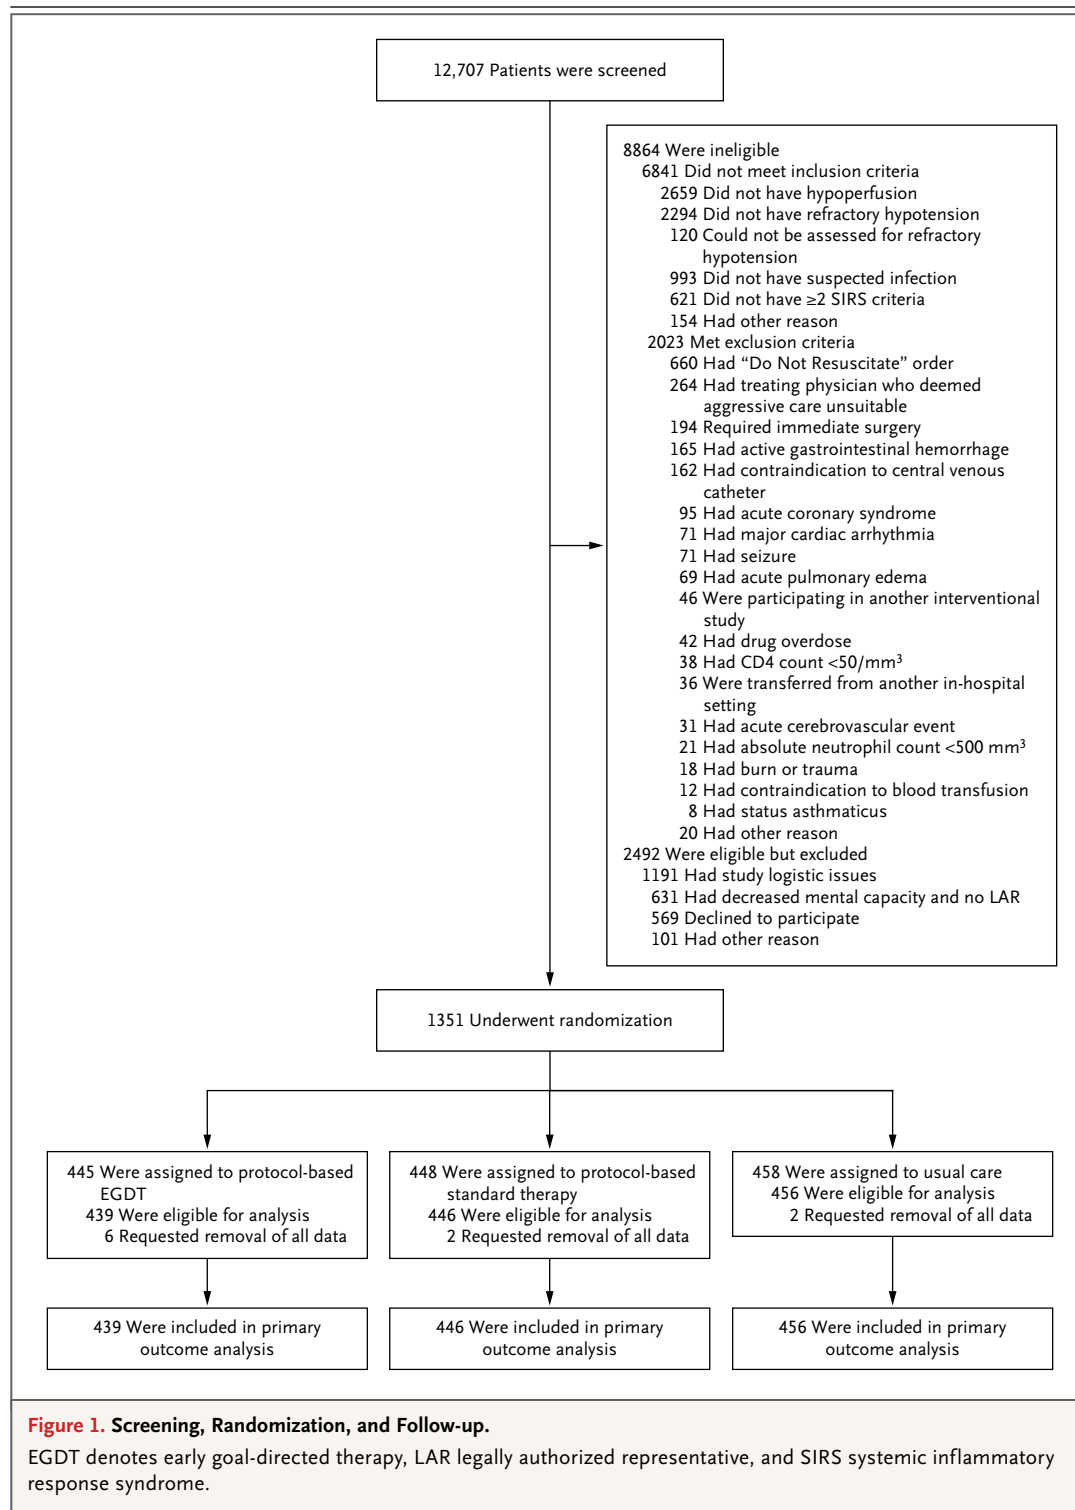 12,707 Patients were screened
8864 Were ineligible
6841 Did not meet inclusion criteria
2659 Did not have hypoperfusion
2294 Did not have refractory hypotension
120 Could not be assessed for refractory
hypotension
993 Did not have suspected infection
621 Did not have ≥2 SIRS criteria
154 Had other reason
2023 Met exclusion criteria
660 Had “Do Not Resuscitate” order
264 Had treating physician who deemed
aggressive care unsuitable
194 Required immediate surgery
165 Had active gastrointestinal hemorrhage
162 Had contraindication to central venous
catheter
95 Had acute coronary syndrome
71 Had major cardiac arrhythmia
71 Had seizure
69 Had acute pulmonary edema
46 Were participating in another interventional
study
42 Had drug overdose
38 Had CD4 count <50/mm³
36 Were transferred from another in-hospital
setting
31 Had acute cerebrovascular event
21 Had absolute neutrophil count <500 mm³
18 Had burn or trauma
12 Had contraindication to blood transfusion
8 Had status asthmaticus
20 Had other reason
2492 Were eligible but excluded
1191 Had study logistic issues
631 Had decreased mental capacity and no LAR
569 Declined to participate
101 Had other reason
1351 Underwent randomization
445 Were assigned to protocol-based
EGDT
439 Were eligible for analysis
6 Requested removal of all data
448 Were assigned to protocol-based
standard therapy
446 Were eligible for analysis
2 Requested removal of all data
458 Were assigned to usual care
456 Were eligible for analysis
2 Requested removal of all data
439 Were included in primary
outcome analysis
446 Were included in primary
outcome analysis
456 Were included in primary
outcome analysis
Figure 1. Screening, Randomization, and Follow-up.
EGDT denotes early goal-directed therapy, LAR legally authorized representative, and SIRS systemic inflammatory
response syndrome.